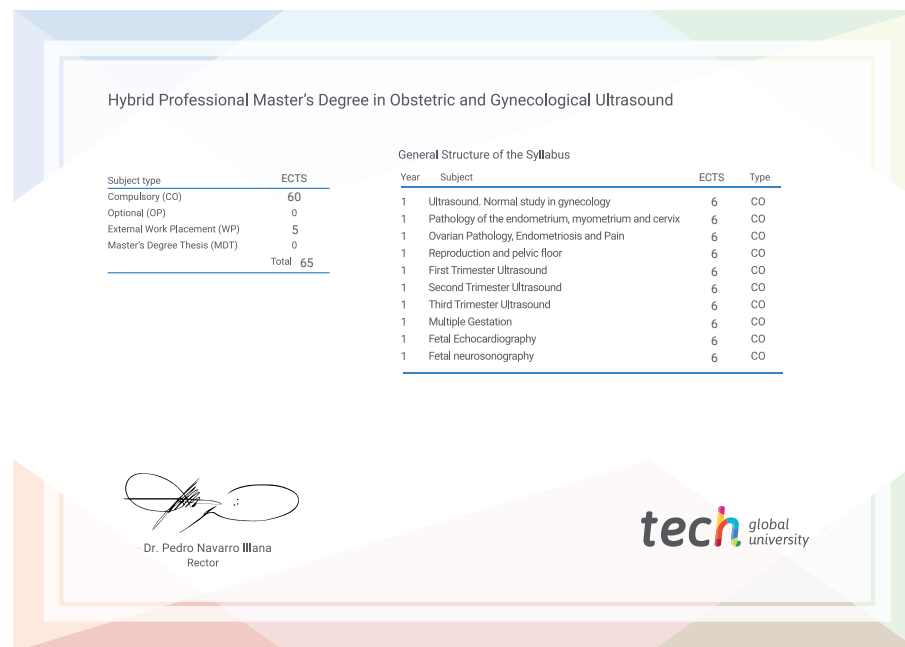 Hybrid Professional Master's Degree in Obstetric and Gynecological Ultrasound
Subject type ECTS
Compulsory (CO) 60
Optional (OP) 0
External Work Placement (WP) 5
Master's Degree Thesis (MDT) 0
Total 65
General Structure of the Syllabus
Year Subject ECTS Type
1 Ultrasound. Normal study in gynecology 6 CO
1 Pathology of the endometrium, myometrium and cervix 6 CO
1 Ovarian Pathology, Endometriosis and Pain 6 CO
1 Reproduction and pelvic floor 6 CO
1 First Trimester Ultrasound 6 CO
1 Second Trimester Ultrasound 6 CO
1 Third Trimester Ultrasound 6 CO
1 Multiple Gestation 6 CO
1 Fetal Echocardiography 6 CO
1 Fetal neurosonography 6 CO
Dr. Pedro Navarro Illana
Rector
tech global university